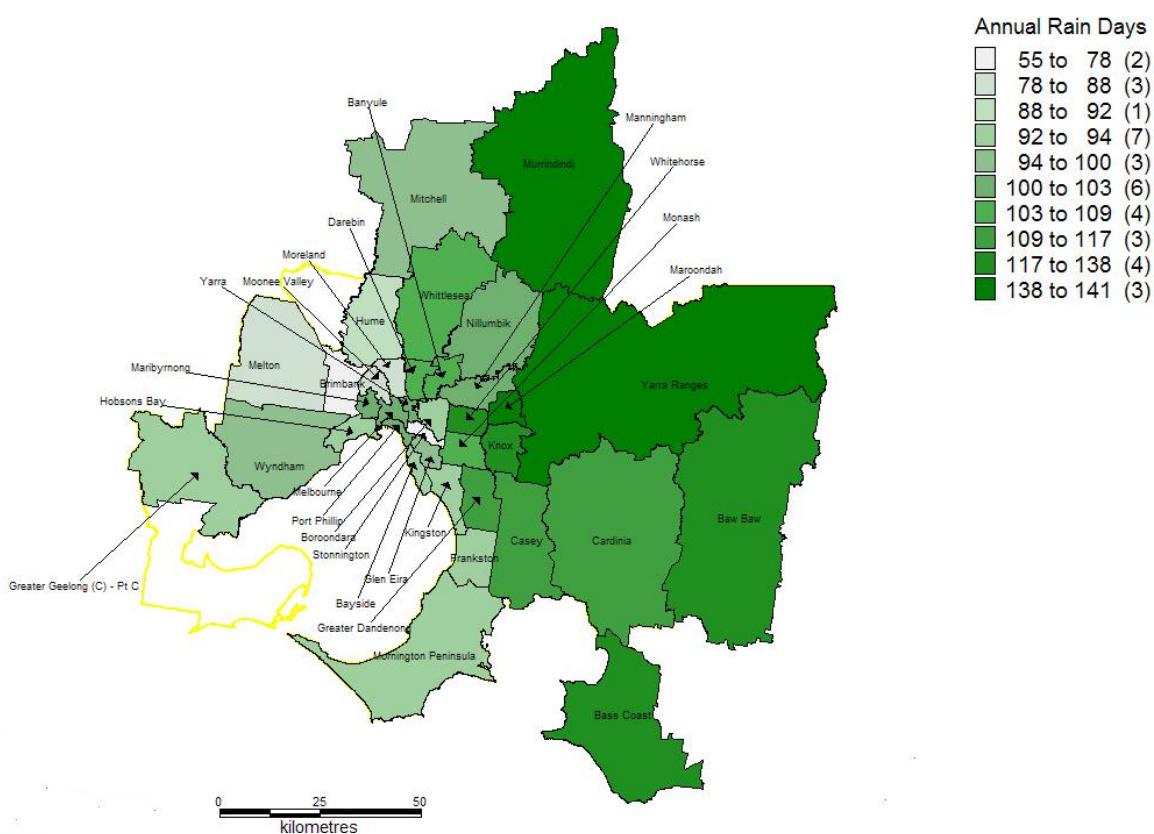 Annual Rain Days
55 to 78 (2)
78 to 88 (3)
88 to 92 (1)
92 to 94 (7)
94 to 100 (3)
100 to 103 (6)
103 to 109 (4)
109 to 117 (3)
117 to 138 (4)
138 to 141 (3)
Banyule
Manningham
Murrindindi
Whitehorse
Mitchell
Darebin
Monash
Moreland
Maroondah
Yarra
Moonee Valley
Whittlesea
Hume
Nillumbik
Maribyrnong
Melton
Brimbank
Yarra Ranges
Hobsons Bay
Knox
Wyndham
Melbourne
Port Phillip
Boroondara
Kingston
Stonnington
Casey
Cardinia
Baw Baw
Frankston
Glen Eira
Greater Geelong (C) - Pt C
Bayside
Greater Dandenong
Mornington Peninsula
Bass Coast
0 25 50
kilometres